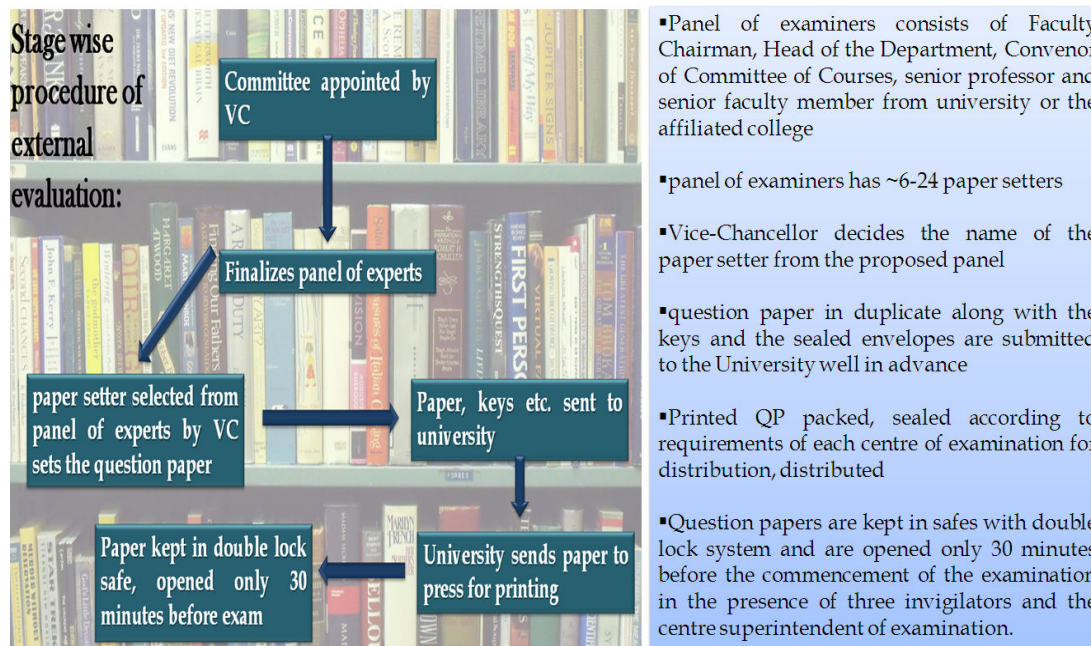 Stage wise
procedure of
external
evaluation:
Committee appointed by
VC
Finalizes panel of experts
paper setter selected from
panel of experts by VC
sets the question paper
Paper, keys etc. sent to
university
University sends paper to
press for printing
Paper kept in double lock
safe, opened only 30
minutes before exam
▪Panel of examiners consists of Faculty
Chairman, Head of the Department, Convenor
of Committee of Courses, senior professor and
senior faculty member from university or the
affiliated college
▪panel of examiners has ~6-24 paper setters
▪Vice-Chancellor decides the name of the
paper setter from the proposed panel
▪question paper in duplicate along with the
keys and the sealed envelopes are submitted
to the University well in advance
▪Printed QP packed, sealed according to
requirements of each centre of examination for
distribution, distributed
▪Question papers are kept in safes with double
lock system and are opened only 30 minutes
before the commencement of the examination
in the presence of three invigilators and the
centre superintendent of examination.